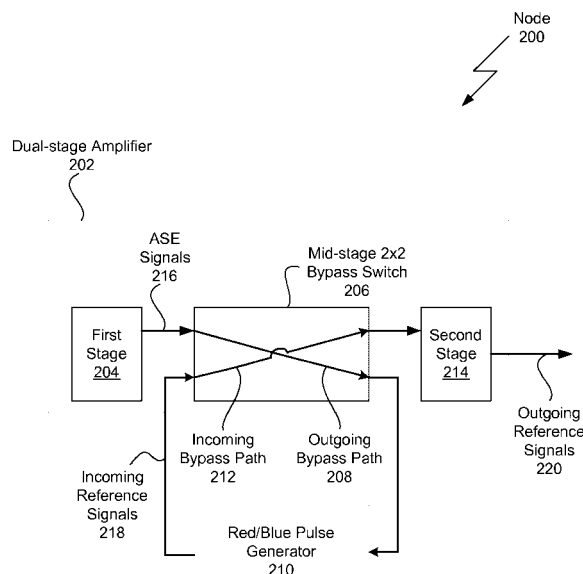 Node
200
Dual-stage Amplifier
202
ASE
Signals
216
Mid-stage 2x2
Bypass Switch
206
First
Stage
204
Second
Stage
214
Incoming
Bypass Path
212
Outgoing
Bypass Path
208
Outgoing
Reference
Signals
220
Incoming
Reference
Signals
218
Red/Blue Pulse
Generator
210